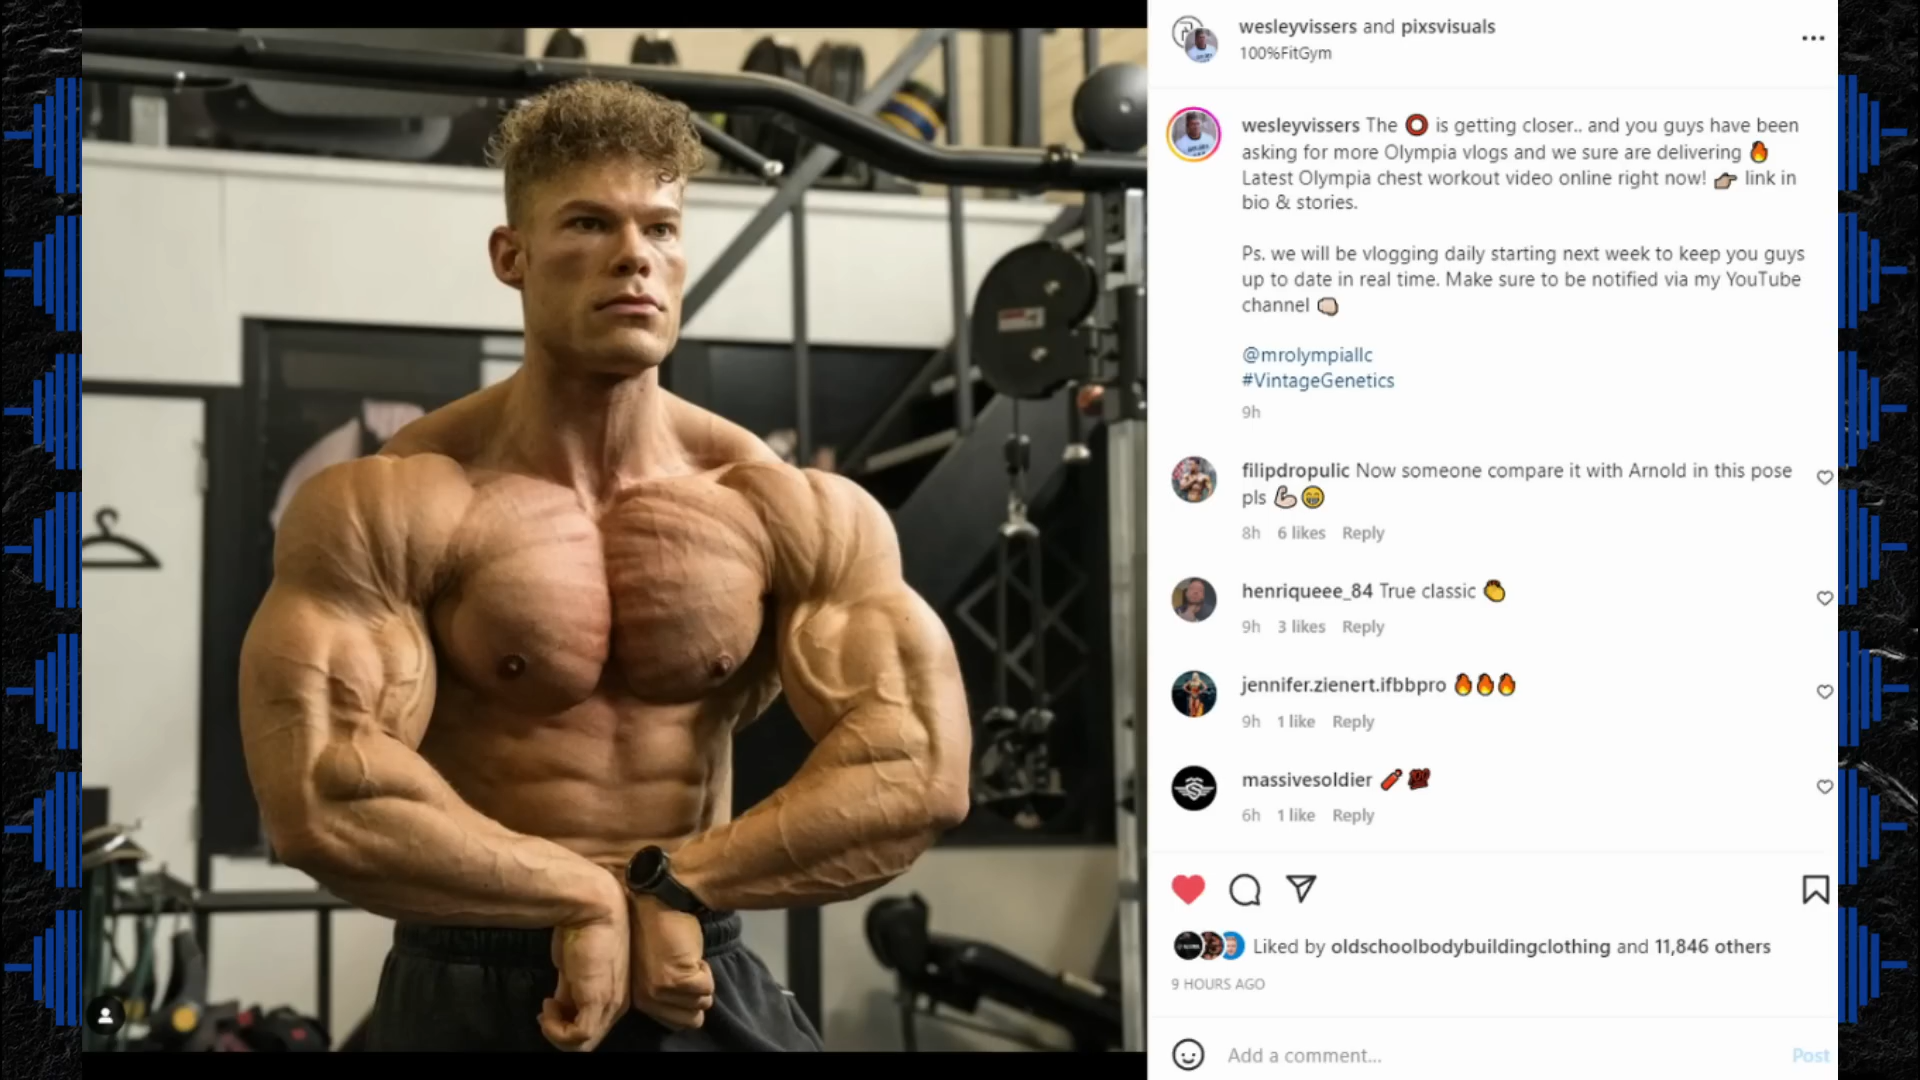 wesleyvissers and pixsvisuals
100%FitGym
wesleyvissers The ⭕ is getting closer.. and you guys have been
asking for more Olympia vlogs and we sure are delivering 🔥
Latest Olympia chest workout video online right now! 👉🏽 link in
bio & stories.
Ps. we will be vlogging daily starting next week to keep you guys
up to date in real time. Make sure to be notified via my YouTube
channel 👊🏻
@mrolympiallc
#VintageGenetics
9h
filipdropulic Now someone compare it with Arnold in this pose
pls 💪🏻😁
8h 6 likes Reply
henriqueee_84 True classic 👏
9h 3 likes Reply
jennifer.zienert.ifbbpro 🔥🔥🔥
9h 1 like Reply
massivesoldier 🧨 💯
6h 1 like Reply
Liked by oldschoolbodybuildingclothing and 11,846 others
9 HOURS AGO
Add a comment...
Post